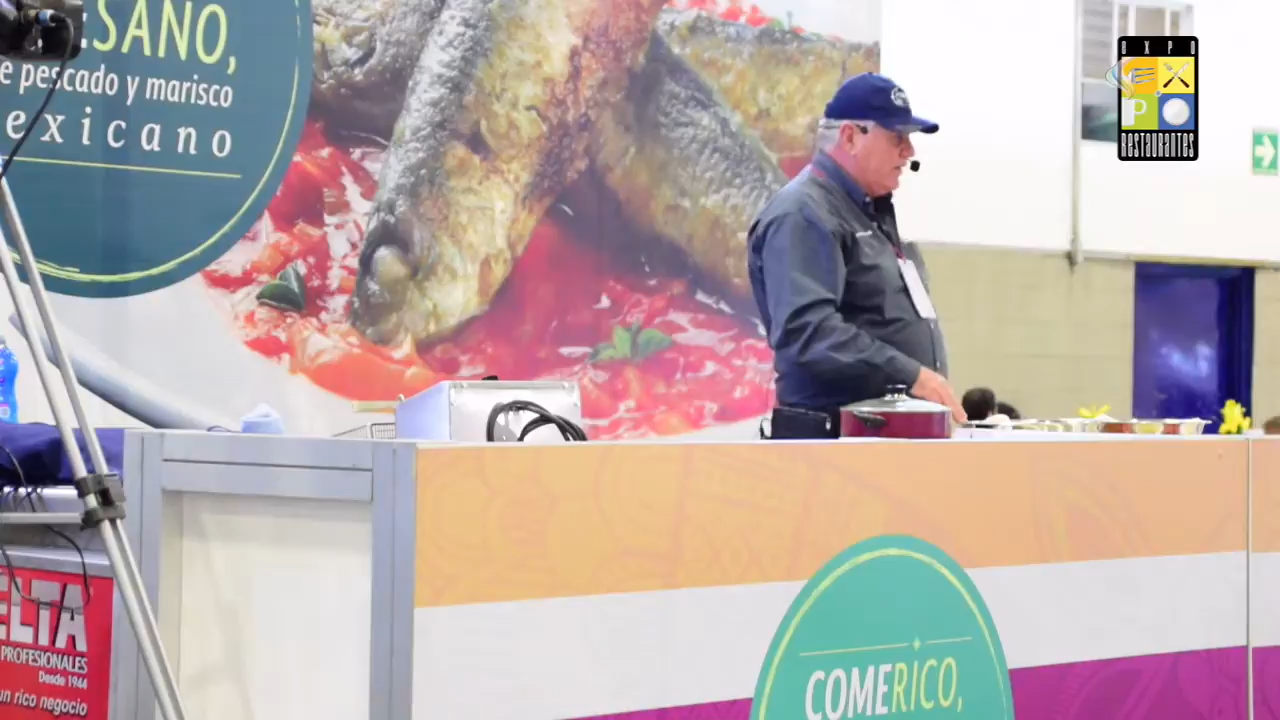 SANO,
e pescado y marisco
exicano
EXPO
P
RESTAURANTES
ELTA
PROFESIONALES
Desde 1944
un rico negocio
COMERICO,